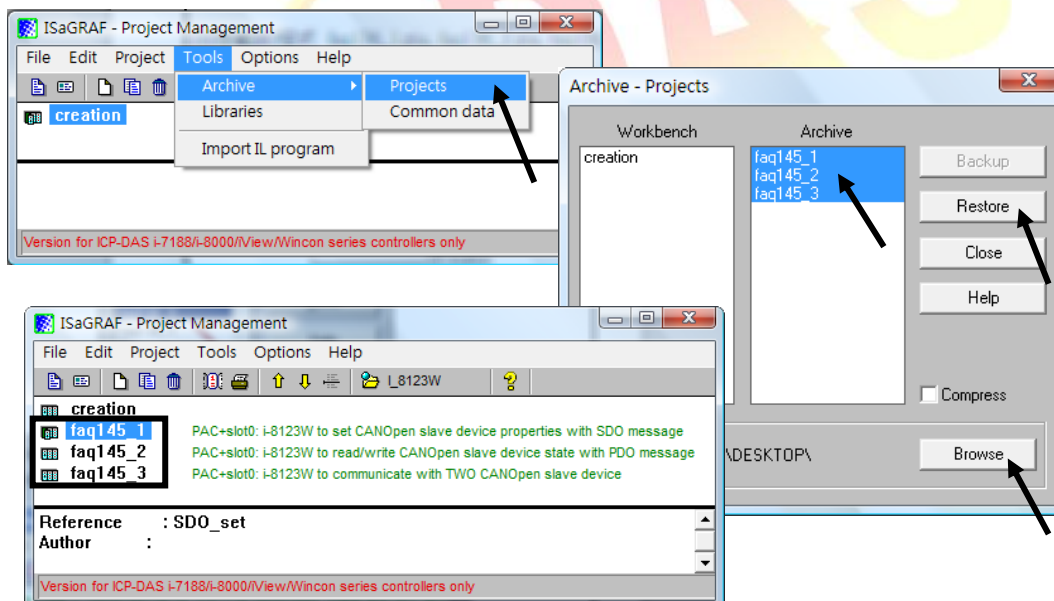 ISaGRAF - Project Management
File Edit Project Tools Options Help
Archive
Projects
Libraries
Common data
Import IL program
creation
Version for ICP-DAS i-7188/i-8000/iView/Wincon series controllers only
Archive - Projects
Workbench
Archive
creation
faq145_1
faq145_2
faq145_3
Backup
Restore
Close
Help
Compress
\DESKTOP\
Browse
ISaGRAF - Project Management
File Edit Project Tools Options Help
I_8123W
creation
faq145_1 PAC+slot0: i-8123W to set CANOpen slave device properties with SDO message
faq145_2 PAC+slot0: i-8123W to read/write CANOpen slave device state with PDO message
faq145_3 PAC+slot0: i-8123W to communicate with TWO CANOpen slave device
Reference : SDO_set
Author :
Version for ICP-DAS i-7188/i-8000/iView/Wincon series controllers only